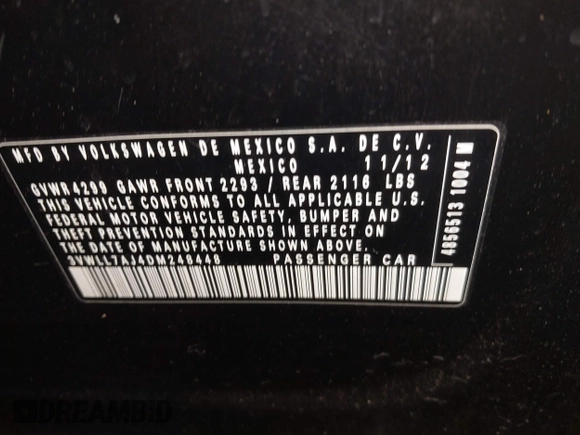 MFD BY VOLKSWAGEN DE MEXICO S.A. DE C.V.
MEXICO 11/12
GVWR 4299 GAWR FRONT 2293 / REAR 2116 LBS
THIS VEHICLE CONFORMS TO ALL APPLICABLE U.S.
FEDERAL MOTOR VEHICLE SAFETY, BUMPER AND
THEFT PREVENTION STANDARDS IN EFFECT ON
THE DATE OF MANUFACTURE SHOWN ABOVE.
3VWLL7AJ4DM248448 PASSENGER CAR
4856513 1004 M
DREAMBID